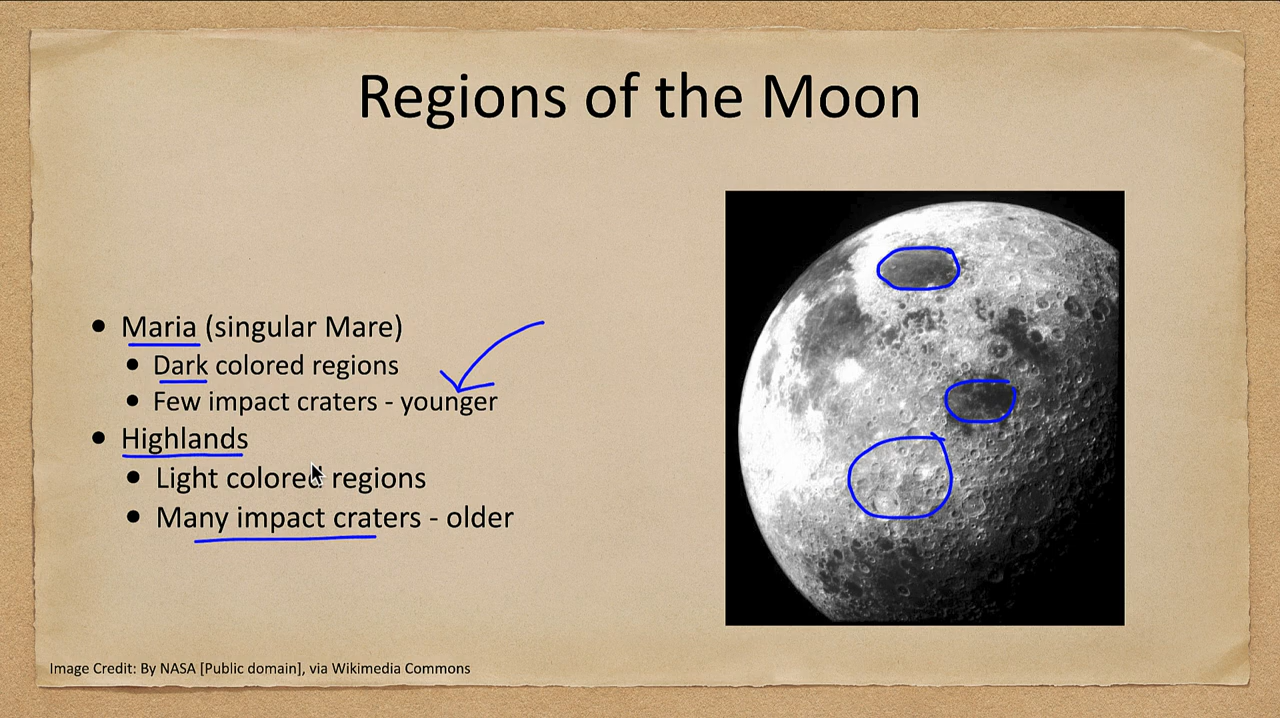 Regions of the Moon
Maria (singular Mare)
Dark colored regions
Few impact craters - younger
Highlands
Light colored regions
Many impact craters - older
Image Credit: By NASA [Public domain], via Wikimedia Commons